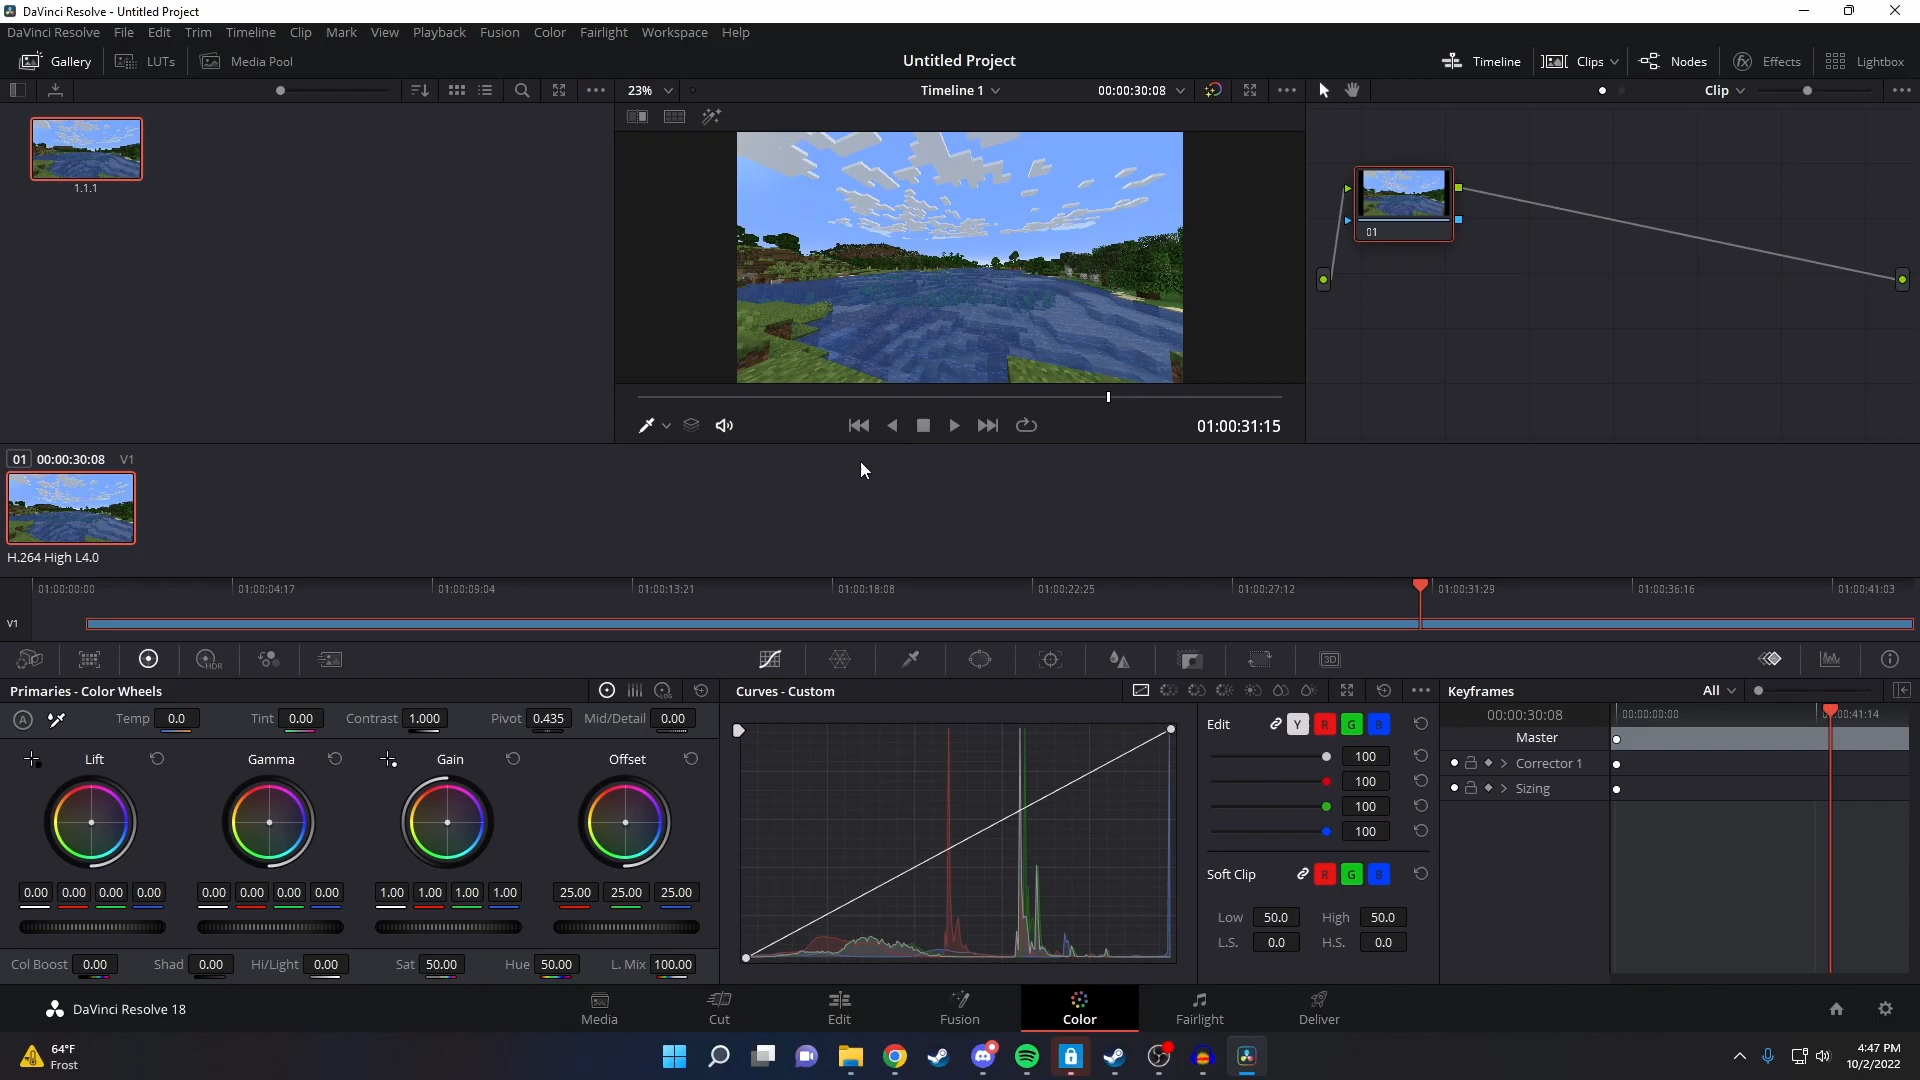 DaVinci Resolve - Untitled Project
DaVinci Resolve File Edit Trim Timeline Clip Mark View Playback Fusion Color Fairlight Workspace Help
Gallery LUTs Media Pool Untitled Project Timeline Clips Nodes Effects Lightbox
23% Timeline 1 00:00:30:08 Clip
1.1.1
01
01:00:31:15
01 00:00:30:08 V1
H.264 High L4.0
01:00:00:00 01:00:04:17 01:00:09:04 01:00:13:21 01:00:18:08 01:00:22:25 01:00:27:12 01:00:31:29 01:00:36:16 01:00:41:03
V1
HDR 3D
Primaries - Color Wheels LOG Curves - Custom Keyframes All
A Temp 0.0 Tint 0.00 Contrast 1.000 Pivot 0.435 Mid/Detail 0.00
Edit Y R G B
00:00:30:08 00:00:00:00 00:41:14
Master
Lift Gamma Gain Offset
100
100
100
100
Corrector 1
Sizing
0.00 0.00 0.00 0.00 0.00 0.00 0.00 0.00 1.00 1.00 1.00 1.00 25.00 25.00 25.00
Soft Clip R G B
Low 50.0 High 50.0
L.S. 0.0 H.S. 0.0
Col Boost 0.00 Shad 0.00 Hi/Light 0.00 Sat 50.00 Hue 50.00 L. Mix 100.00
DaVinci Resolve 18 Media Cut Edit Fusion Color Fairlight Deliver
64°F
Frost
4:47 PM
10/2/2022